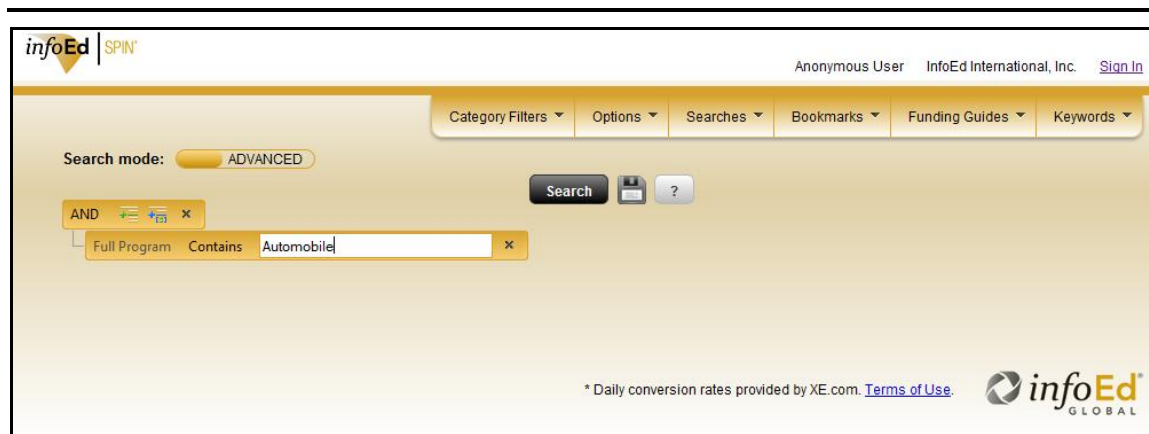 infoEd SPIN®
Anonymous User InfoEd International, Inc. Sign In
Category Filters Options Searches Bookmarks Funding Guides Keywords
Search mode: ADVANCED
Search ?
AND
Full Program Contains Automobile
* Daily conversion rates provided by XE.com. Terms of Use.
infoEd®
GLOBAL